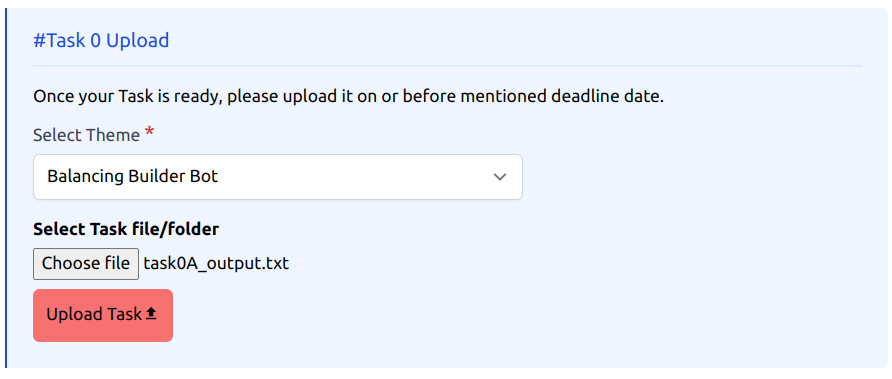 #Task 0 Upload
Once your Task is ready, please upload it on or before mentioned deadline date.
Select Theme *
Balancing Builder Bot
Select Task file/folder
Choose file task0A_output.txt
Upload Task